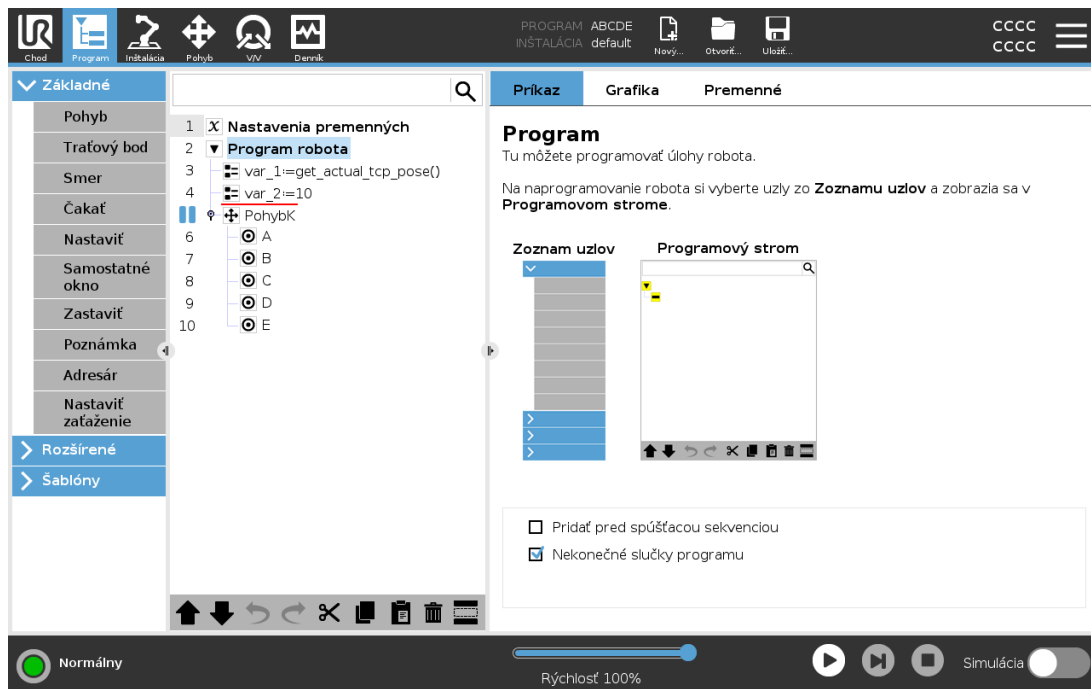 UR
Chod
Program
Inštalácia
Pohyb
V/V
Dennik
PROGRAM ABCDE
INŠTALÁCIA default
Nový...
Otvoriť...
Uložiť...
CCCC
CCCC
Základné
Pohyb
Traťový bod
Smer
Čakať
Nastaviť
Samostatné
okno
Zastaviť
Poznámka
Adresár
Nastaviť
zaťaženie
Rozšírené
Šablóny
1 X Nastavenia premenných
2 Program robota
3 var_1:=get_actual_tcp_pose()
4 var_2:=10
PohybK
6 A
7 B
8 C
9 D
10 E
Príkaz Grafika Premenné
Program
Tu môžete programovať úlohy robota.
Na naprogramovanie robota si vyberte uzly zo Zoznamu uzlov a zobrazia sa v
Programovom strome.
Zoznam uzlov
Programový strom
Pridať pred spúšťacou sekvenciou
Nekonečné slučky programu
Normálny
Rýchlosť 100%
Simulácia